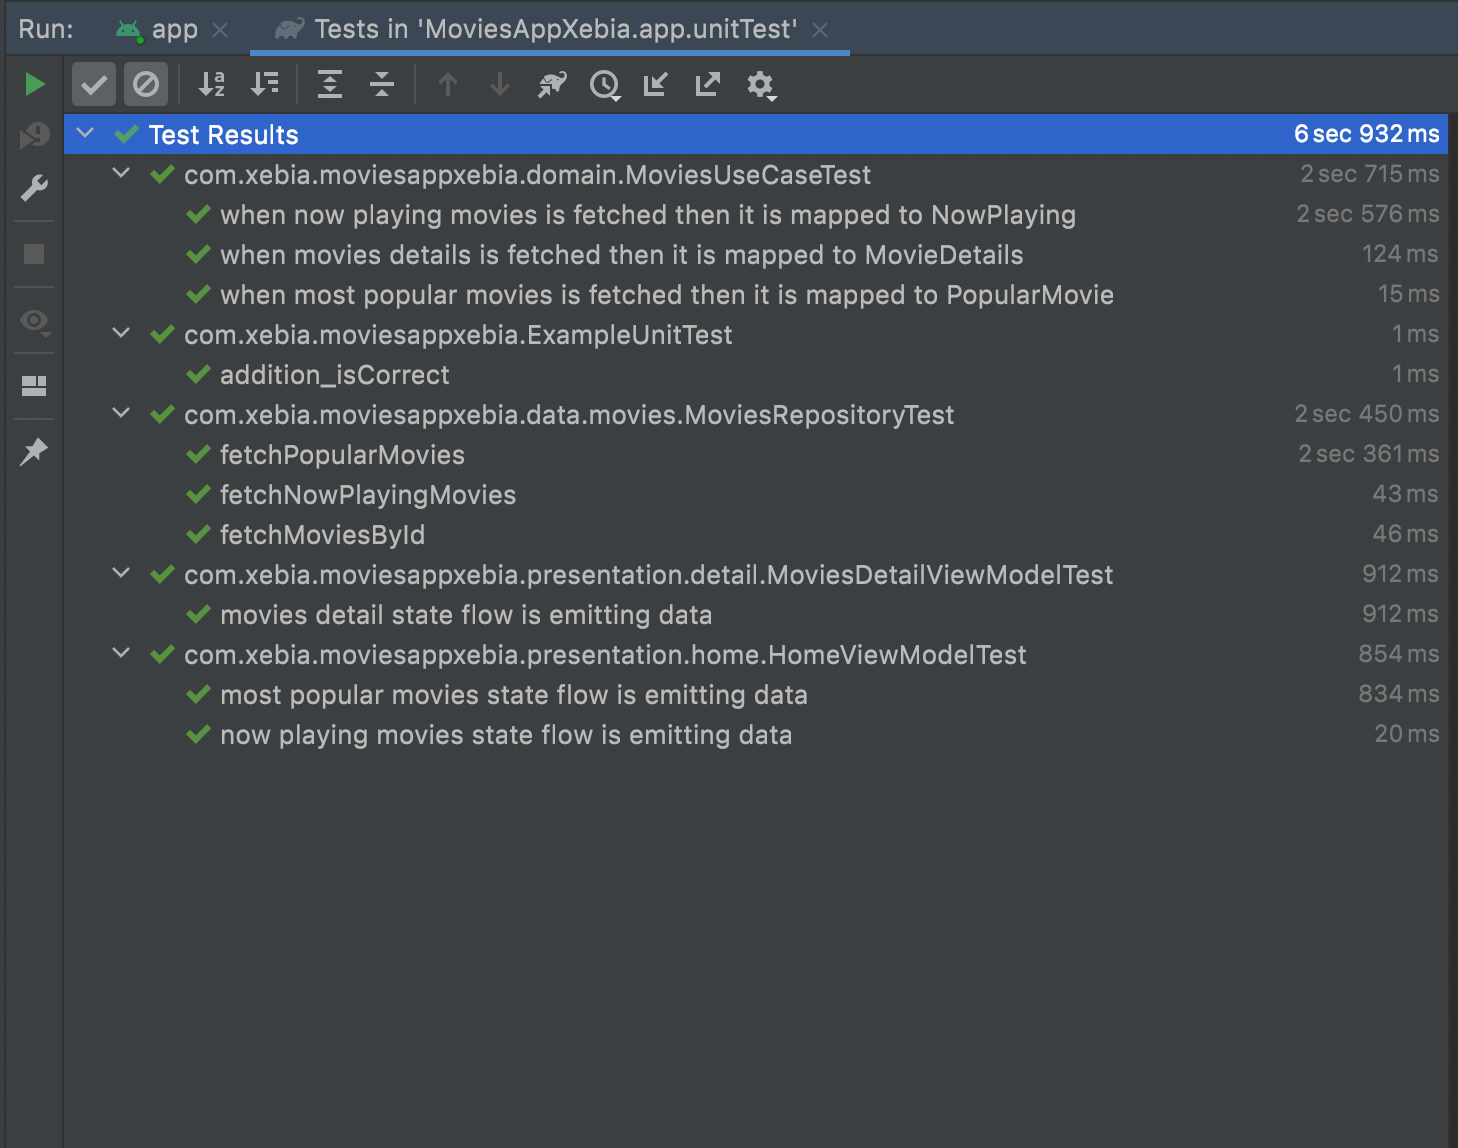 Run: app Tests in 'MoviesAppXebia.app.unitTest'
Test Results 6 sec 932 ms
com.xebia.moviesappxebia.domain.MoviesUseCaseTest 2 sec 715 ms
when now playing movies is fetched then it is mapped to NowPlaying 2 sec 576 ms
when movies details is fetched then it is mapped to MovieDetails 124 ms
when most popular movies is fetched then it is mapped to PopularMovie 15 ms
com.xebia.moviesappxebia.ExampleUnitTest 1 ms
addition_isCorrect 1 ms
com.xebia.moviesappxebia.data.movies.MoviesRepositoryTest 2 sec 450 ms
fetchPopularMovies 2 sec 361 ms
fetchNowPlayingMovies 43 ms
fetchMoviesById 46 ms
com.xebia.moviesappxebia.presentation.detail.MoviesDetailViewModelTest 912 ms
movies detail state flow is emitting data 912 ms
com.xebia.moviesappxebia.presentation.home.HomeViewModelTest 854 ms
most popular movies state flow is emitting data 834 ms
now playing movies state flow is emitting data 20 ms